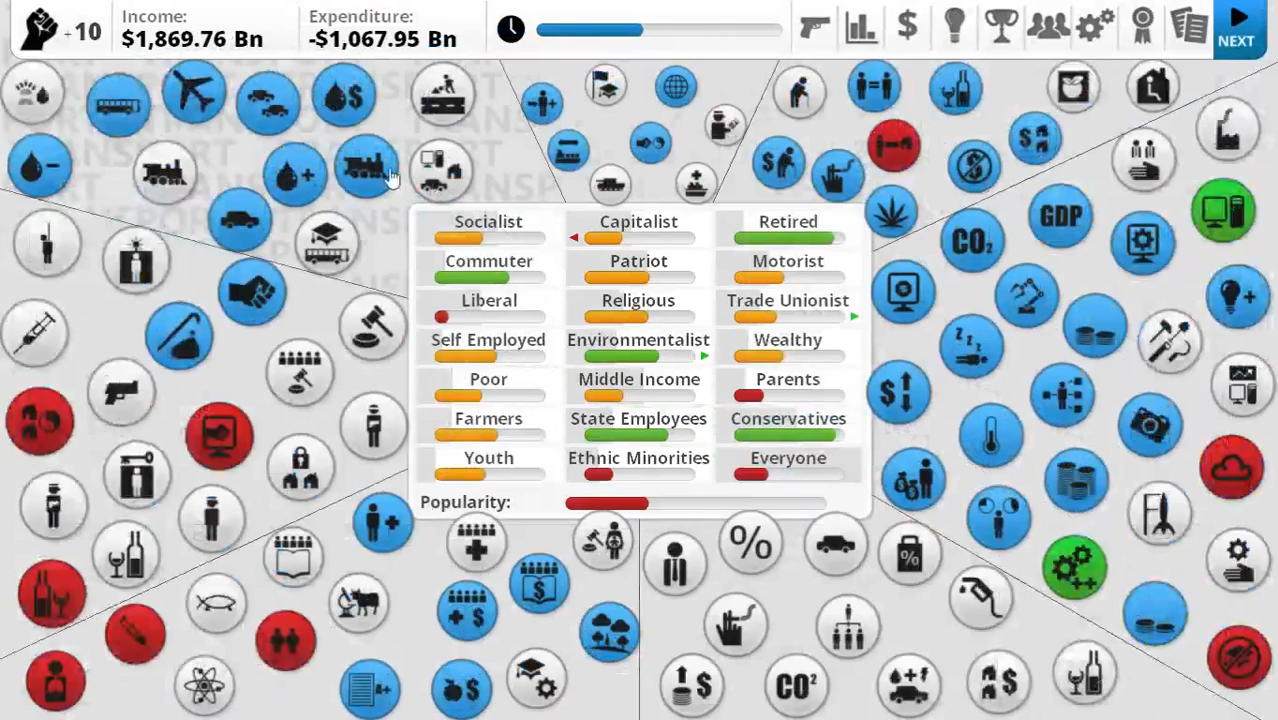 Income:
$1,869.76 Bn
Expenditure:
-$1,067.95 Bn
+10
NEXT
TRANSPORT
Socialist
Capitalist
Retired
Commuter
Patriot
Motorist
Liberal
Religious
Trade Unionist
Self Employed
Environmentalist
Wealthy
Poor
Middle Income
Parents
Farmers
State Employees
Conservatives
Youth
Ethnic Minorities
Everyone
Popularity:
CO²
GDP
A+
%
%
CO²